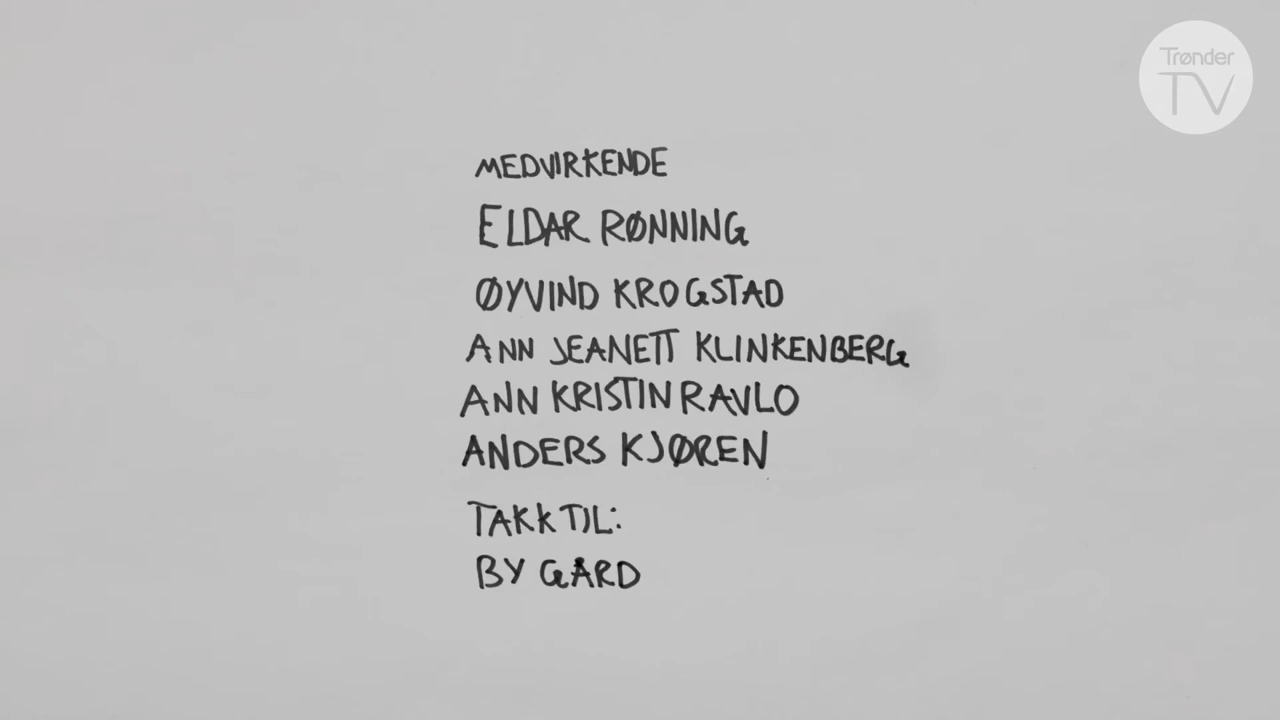 Trønder
TV
MEDVIRKENDE
ELDAR RØNNING
ØYVIND KROGSTAD
ANN JEANETT KLINKENBERG
ANN KRISTIN RAVLO
ANDERS KJØREN
TAKK TIL:
BY GÅRD